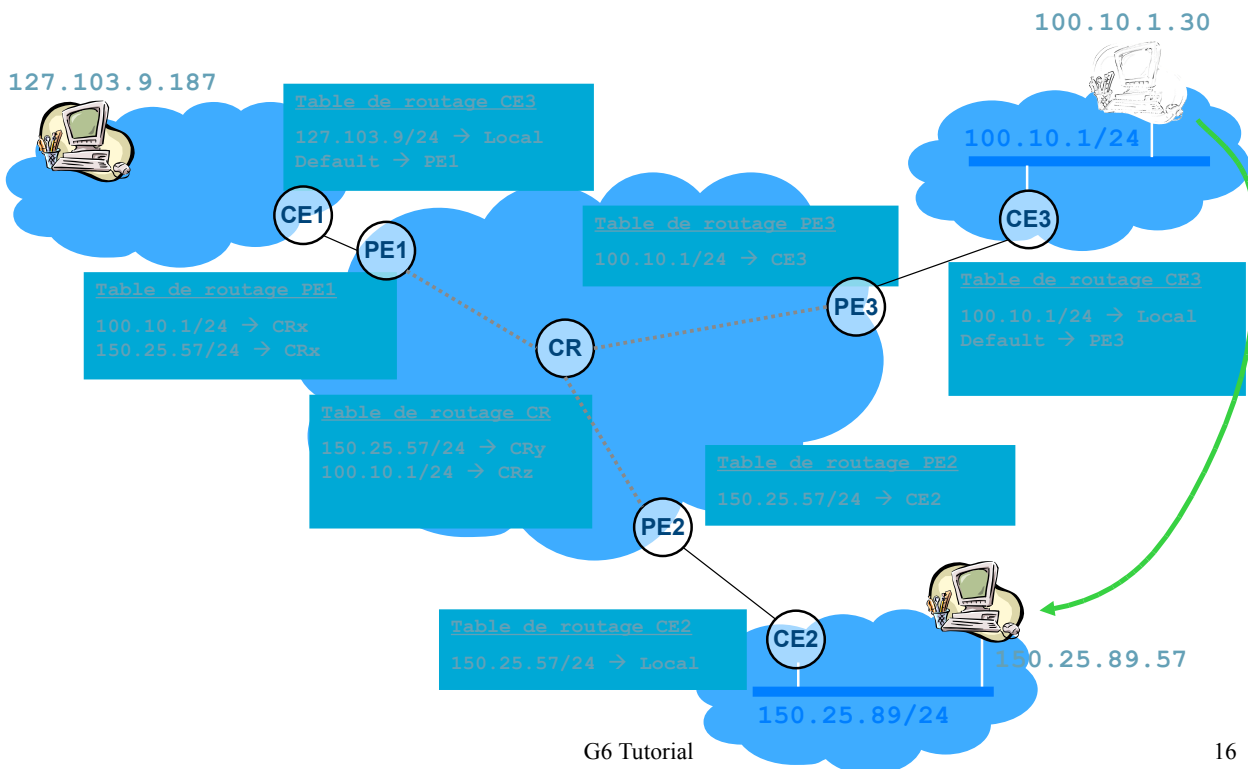 100.10.1.30
127.103.9.187
Table de routage CE3
127.103.9/24 → Local
Default → PE1
100.10.1/24
CE1
CE3
PE1
Table de routage PE3
100.10.1/24 → CE3
Table de routage PE1
100.10.1/24 → CRx
150.25.57/24 → CRx
PE3
Table de routage CE3
100.10.1/24 → Local
Default → PE3
CR
Table de routage CR
150.25.57/24 → CRy
100.10.1/24 → CRz
Table de routage PE2
150.25.57/24 → CE2
PE2
Table de routage CE2
150.25.57/24 → Local
CE2
150.25.89.57
150.25.89/24
G6 Tutorial
16